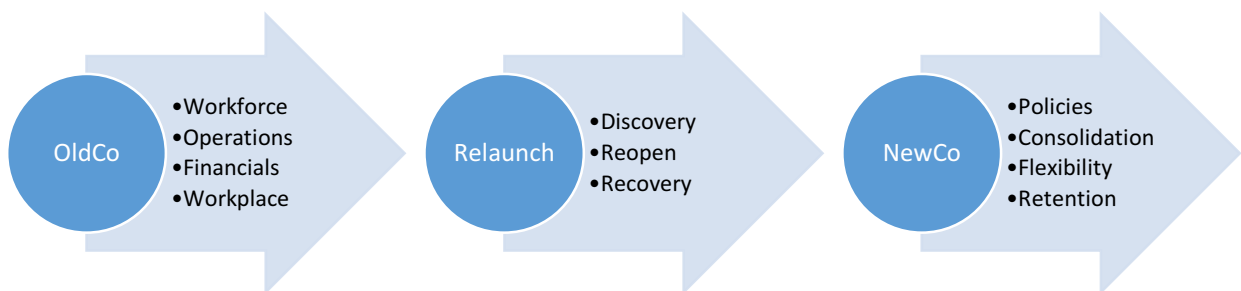 OldCo
•Workforce
•Operations
•Financials
•Workplace
Relaunch
•Discovery
•Reopen
•Recovery
NewCo
•Policies
•Consolidation
•Flexibility
•Retention